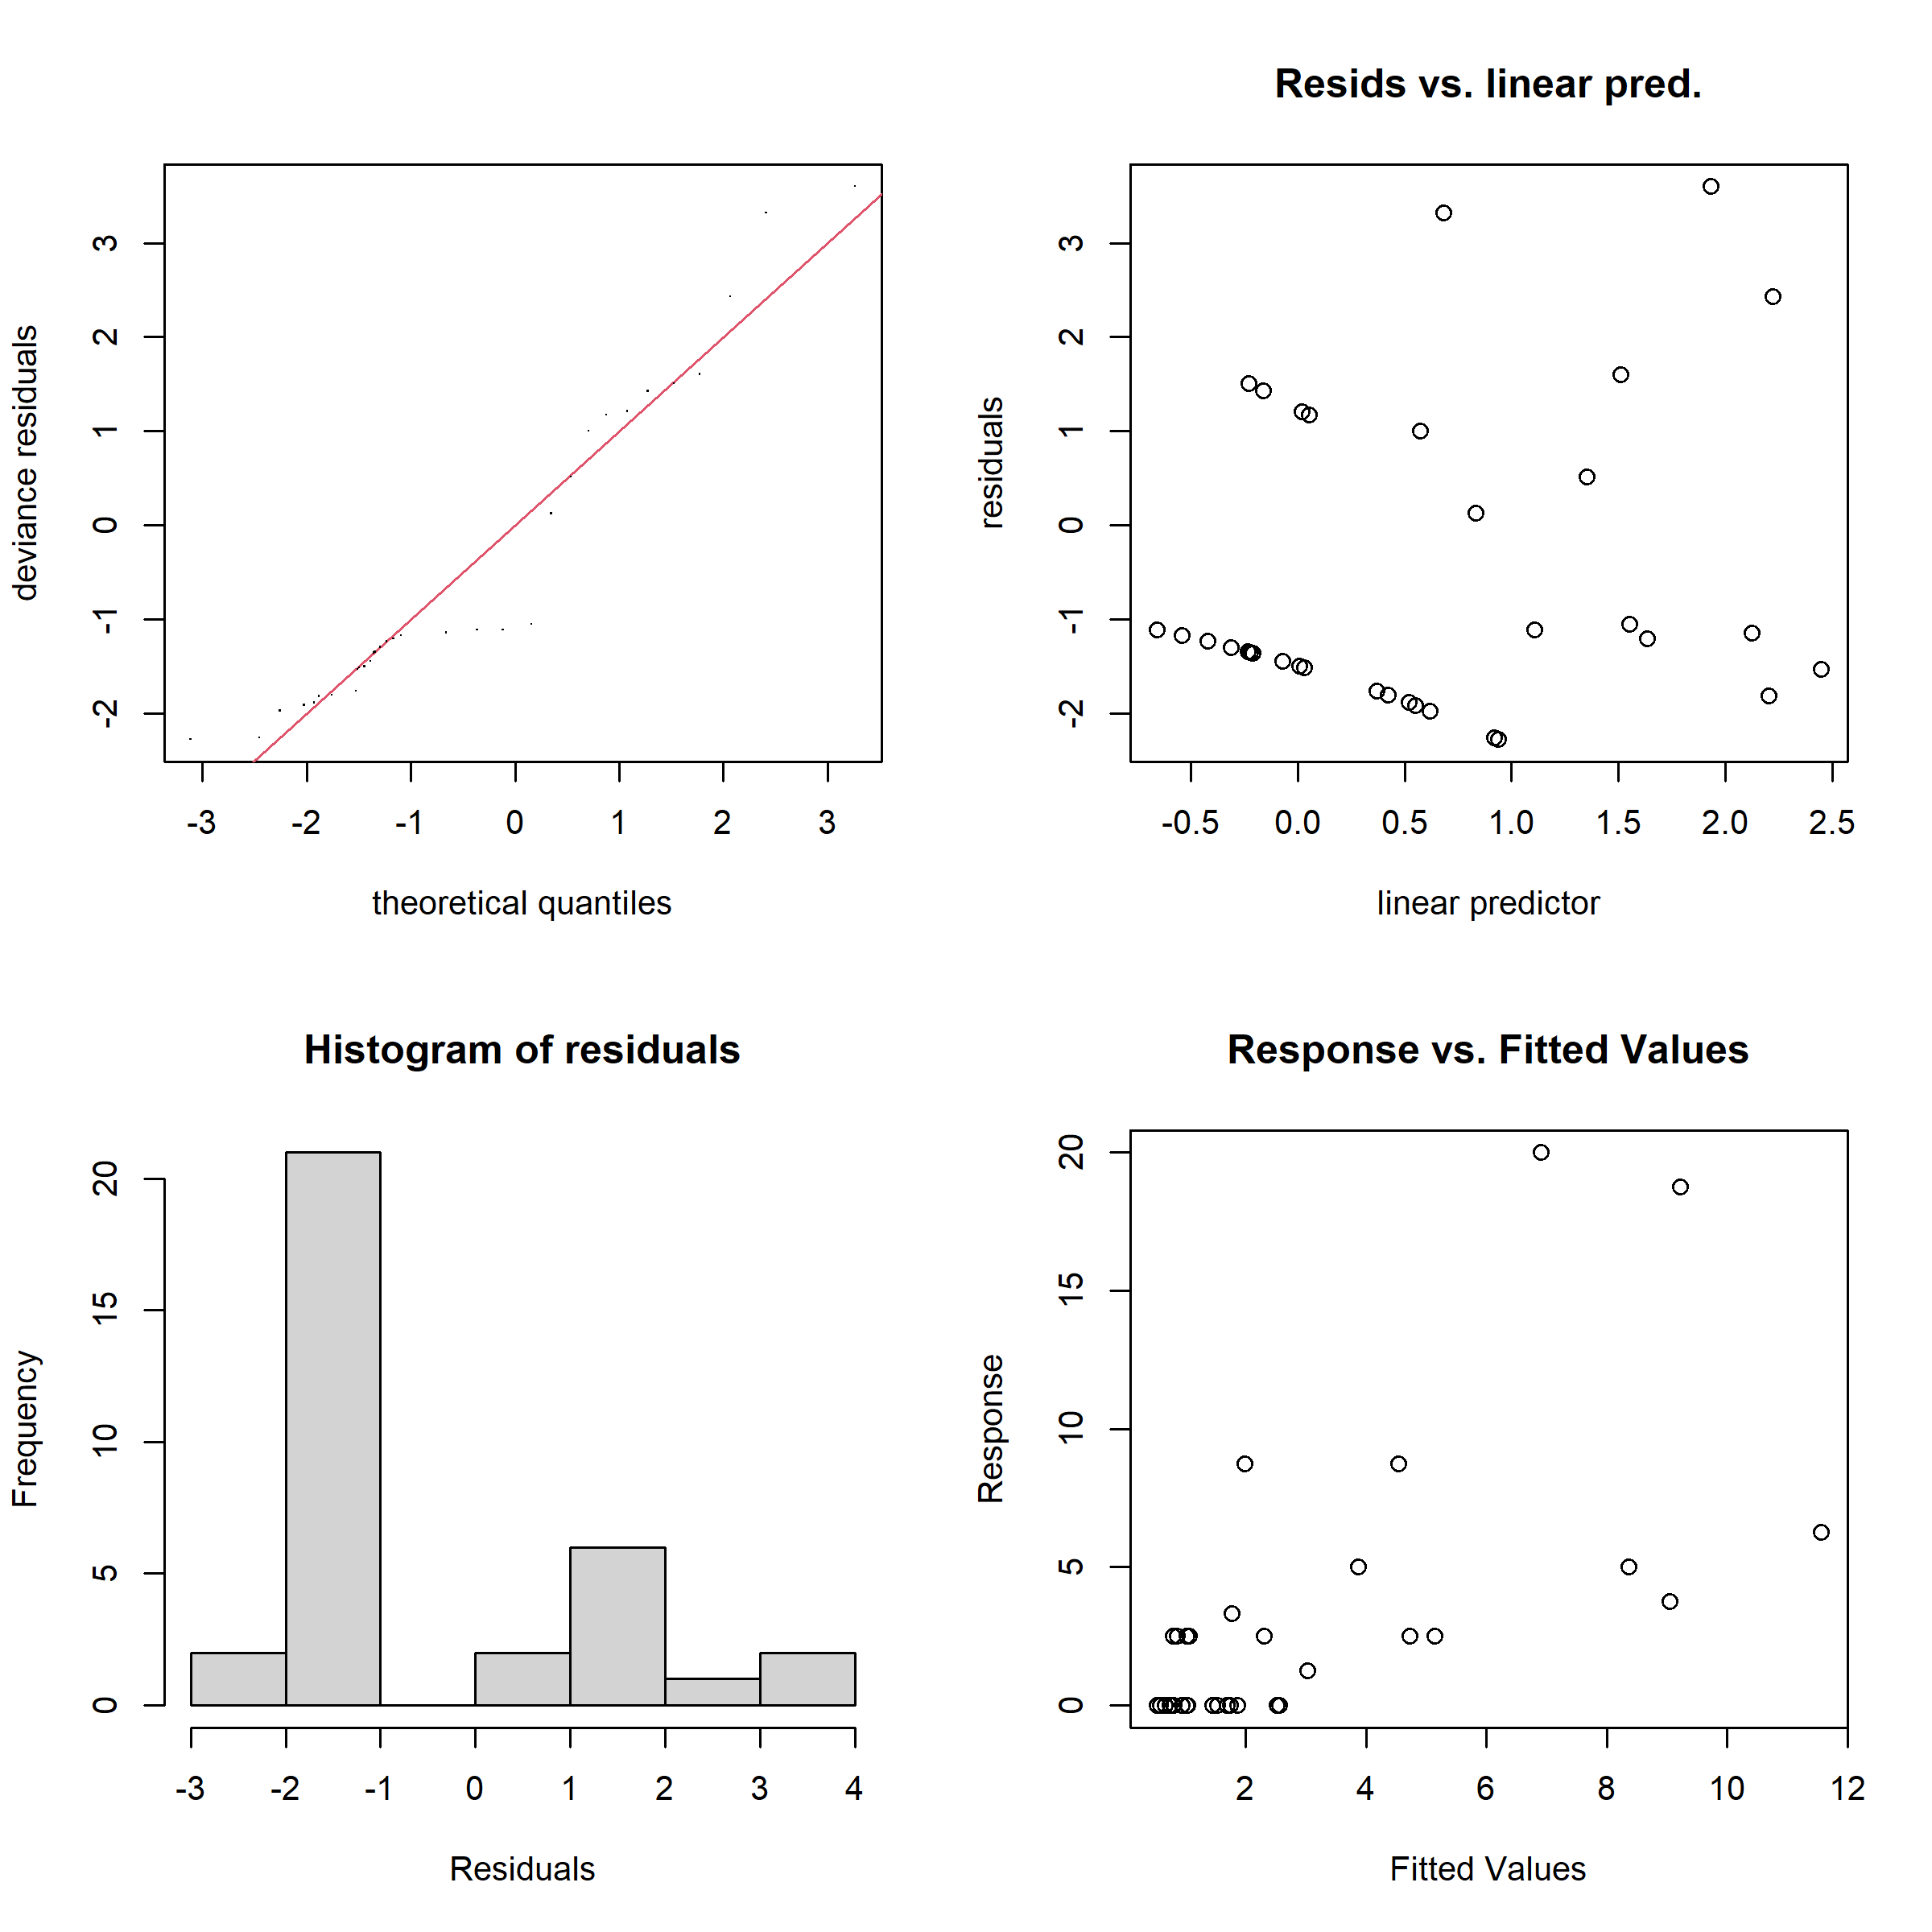 deviance residuals
3
2
1
0
-1
-2
-3 -2 -1 0 1 2 3
theoretical quantiles
Resids vs. linear pred.
residuals
3
2
1
0
-1
-2
-0.5 0.0 0.5 1.0 1.5 2.0 2.5
linear predictor
Histogram of residuals
Frequency
20
15
10
5
0
-3 -2 -1 0 1 2 3 4
Residuals
Response vs. Fitted Values
Response
20
15
10
5
0
2 4 6 8 10 12
Fitted Values